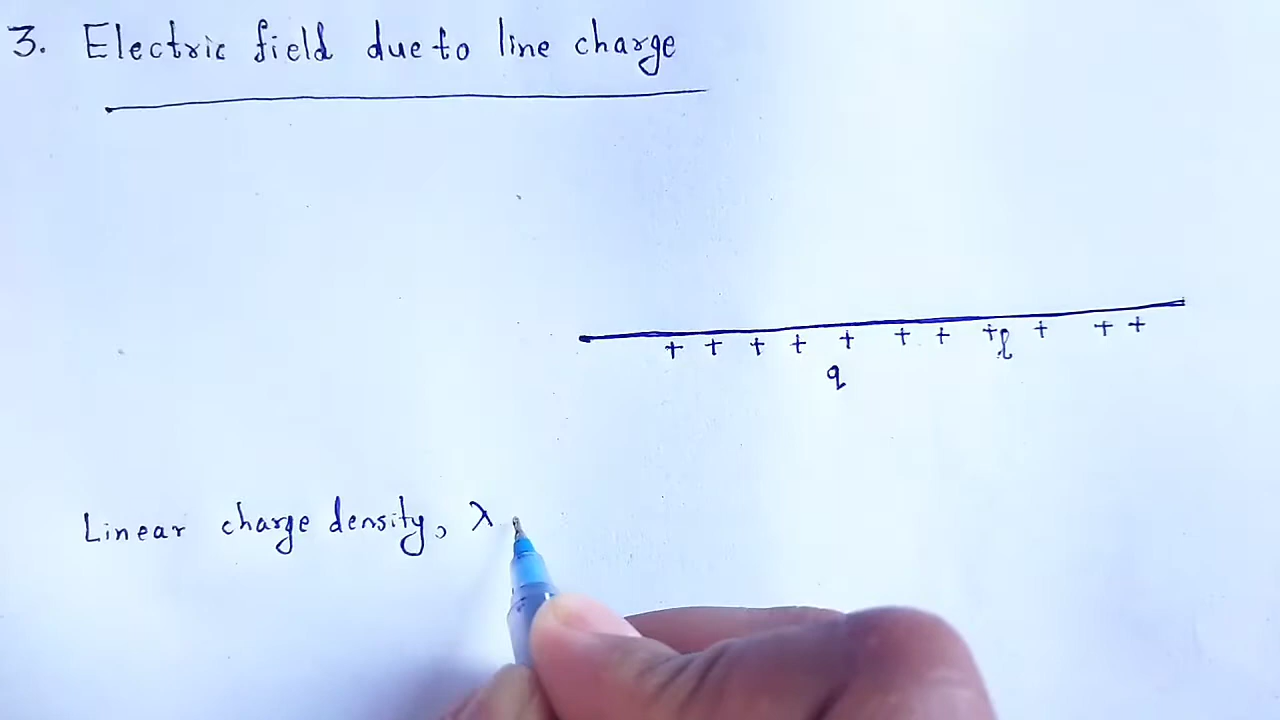 3. Electric field due to line charge
+ + + + + + + + + + +
l
q
Linear charge density, λ